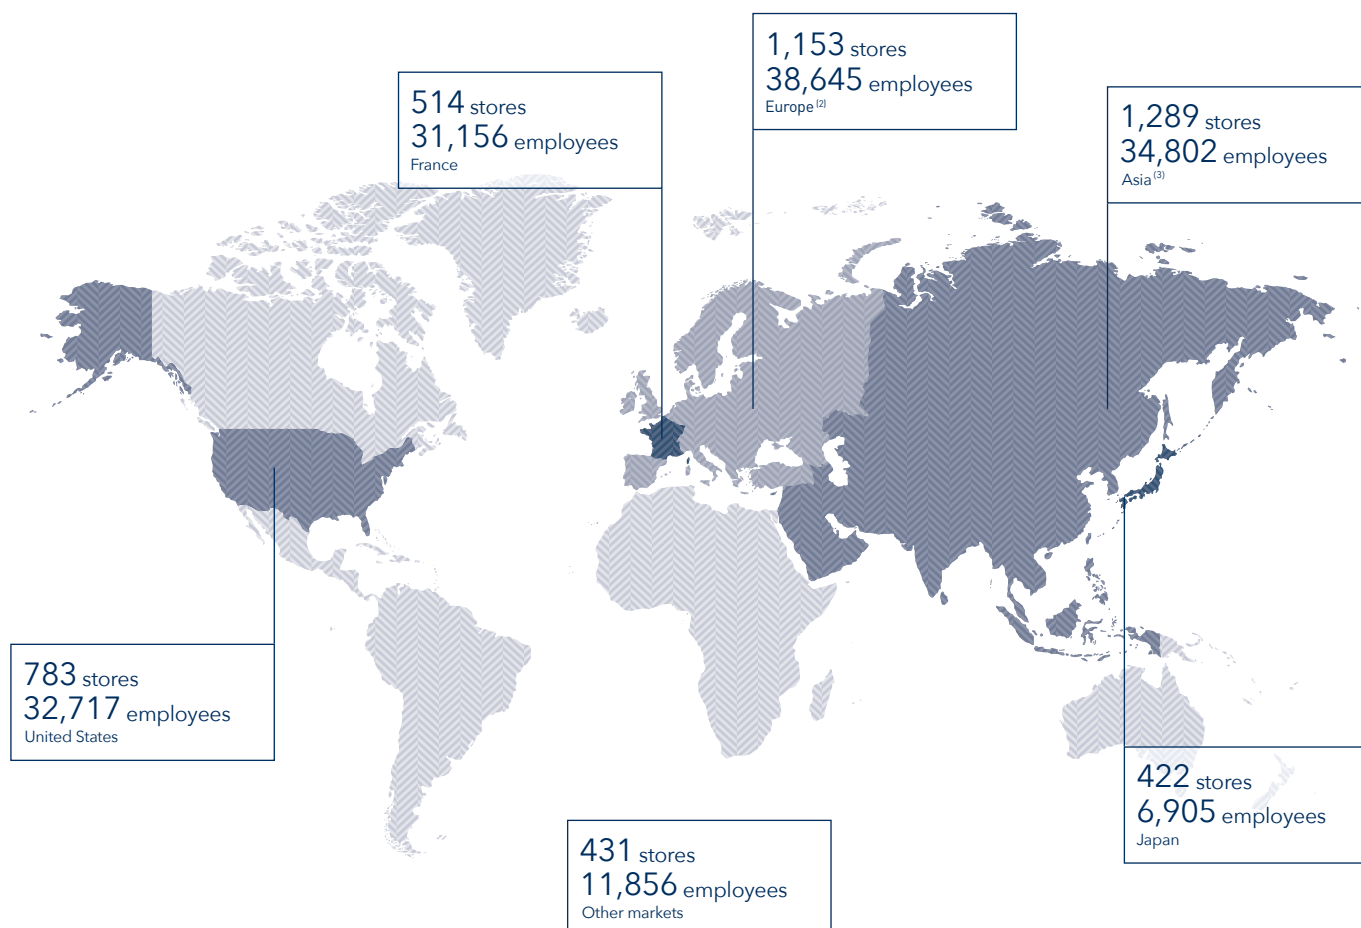 1,153 stores
38,645 employees
Europe (2)
514 stores
31,156 employees
France
1,289 stores
34,802 employees
Asia (3)
783 stores
32,717 employees
United States
422 stores
6,905 employees
Japan
431 stores
11,856 employees
Other markets